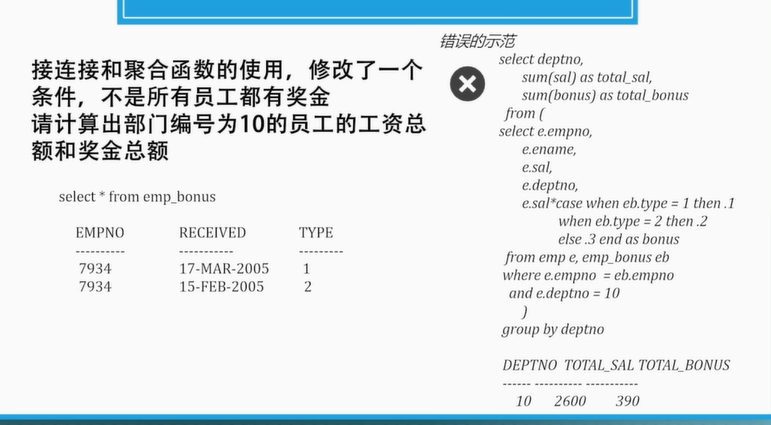 接连接和聚合函数的使用，修改了一个
条件，不是所有员工都有奖金
请计算出部门编号为10的员工的工资总
额和奖金总额
select * from emp_bonus
EMPNO RECEIVED TYPE
---------- ----------- ---------
7934 17-MAR-2005 1
7934 15-FEB-2005 2
错误的示范
select deptno,
sum(sal) as total_sal,
sum(bonus) as total_bonus
from (
select e.empno,
e.ename,
e.sal,
e.deptno,
e.sal*case when eb.type = 1 then .1
when eb.type = 2 then .2
else .3 end as bonus
from emp e, emp_bonus eb
where e.empno = eb.empno
and e.deptno = 10
)
group by deptno
DEPTNO TOTAL_SAL TOTAL_BONUS
------ ---------- -----------
10 2600 390